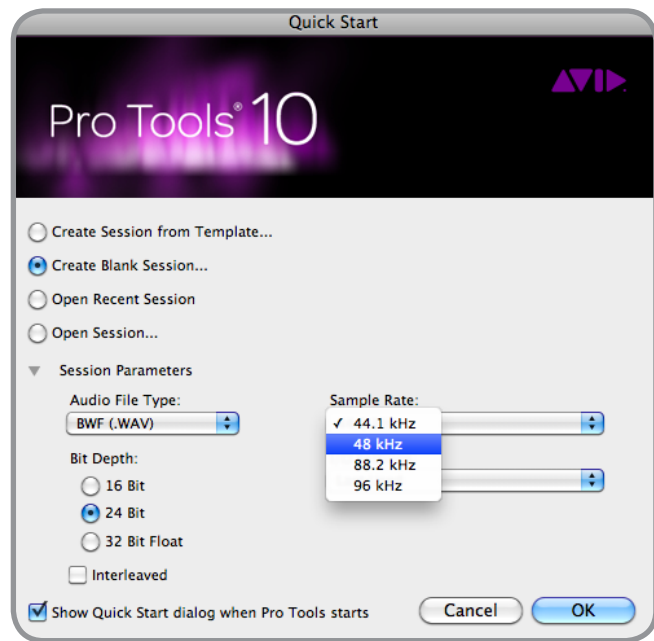 Quick Start
AVID
Pro Tools® 10
Create Session from Template...
Create Blank Session...
Open Recent Session
Open Session...
Session Parameters
Audio File Type:
BWF (.WAV)
Sample Rate:
✓ 44.1 kHz
48 kHz
88.2 kHz
96 kHz
Bit Depth:
16 Bit
24 Bit
32 Bit Float
Interleaved
Show Quick Start dialog when Pro Tools starts
Cancel
OK